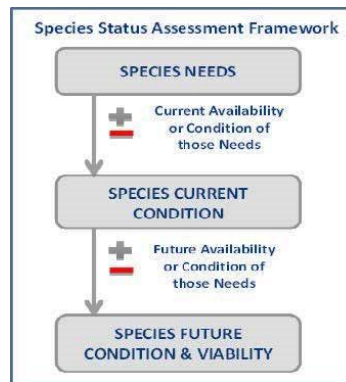 Species Status Assessment Framework
SPECIES NEEDS
Current Availability
or Condition of
those Needs
SPECIES CURRENT
CONDITION
Future Availability
or Condition of
those Needs
SPECIES FUTURE
CONDITION & VIABILITY